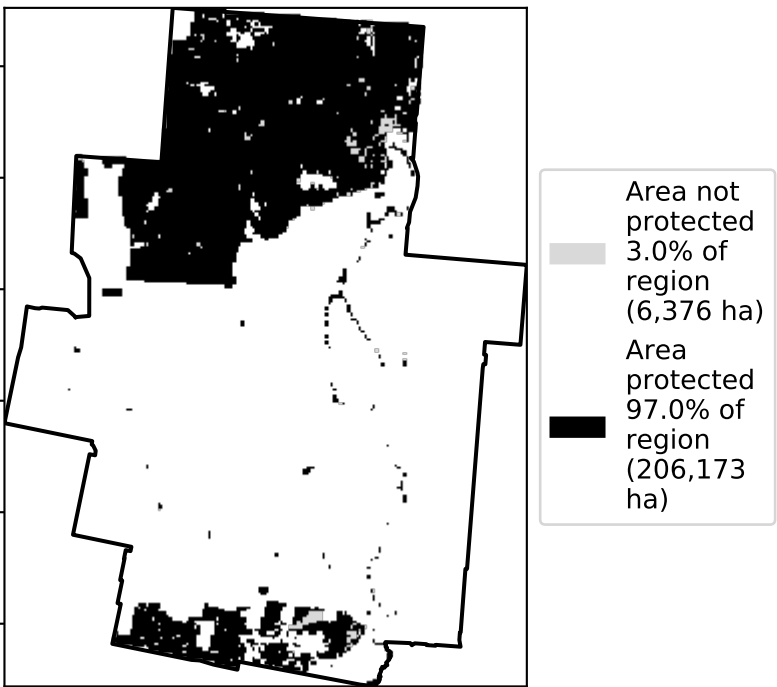 Area not
protected
3.0% of
region
(6,376 ha)
Area
protected
97.0% of
region
(206,173
ha)